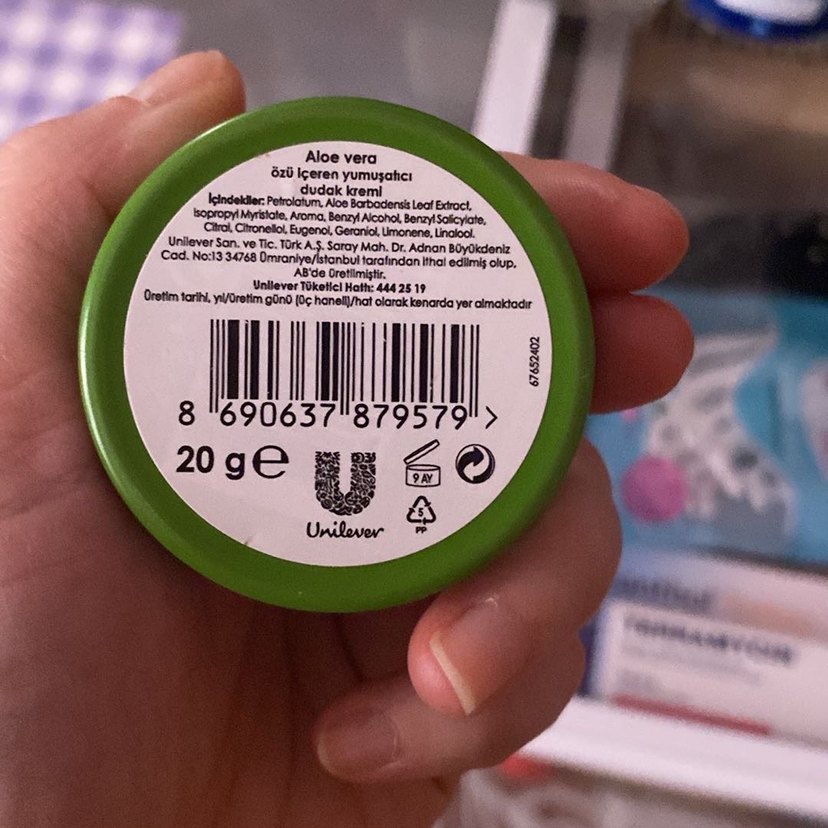 Aloe vera
özü içeren yumuşatıcı
dudak kremi
İçindekiler: Petrolatum, Aloe Barbadensis Leaf Extract,
Isopropyl Myristate, Aroma, Benzyl Alcohol, Benzyl Salicylate,
Citral, Citronellol, Eugenol, Geraniol, Limonene, Linalool.
Unilever San. ve Tic. Türk A.Ş. Saray Mah. Dr. Adnan Büyükdeniz
Cad. No:13 34768 Ümraniye/İstanbul tarafından ithal edilmiş olup,
AB'de üretilmiştir.
Unilever Tüketici Hattı: 444 25 19
Üretim tarihi, yıl/üretim günü (üç haneli)/hat olarak kenarda yer almaktadır
67652402
8 690637 879579 >
20 g e
9 AY
5
PP
Unilever
TERRAMYCIN